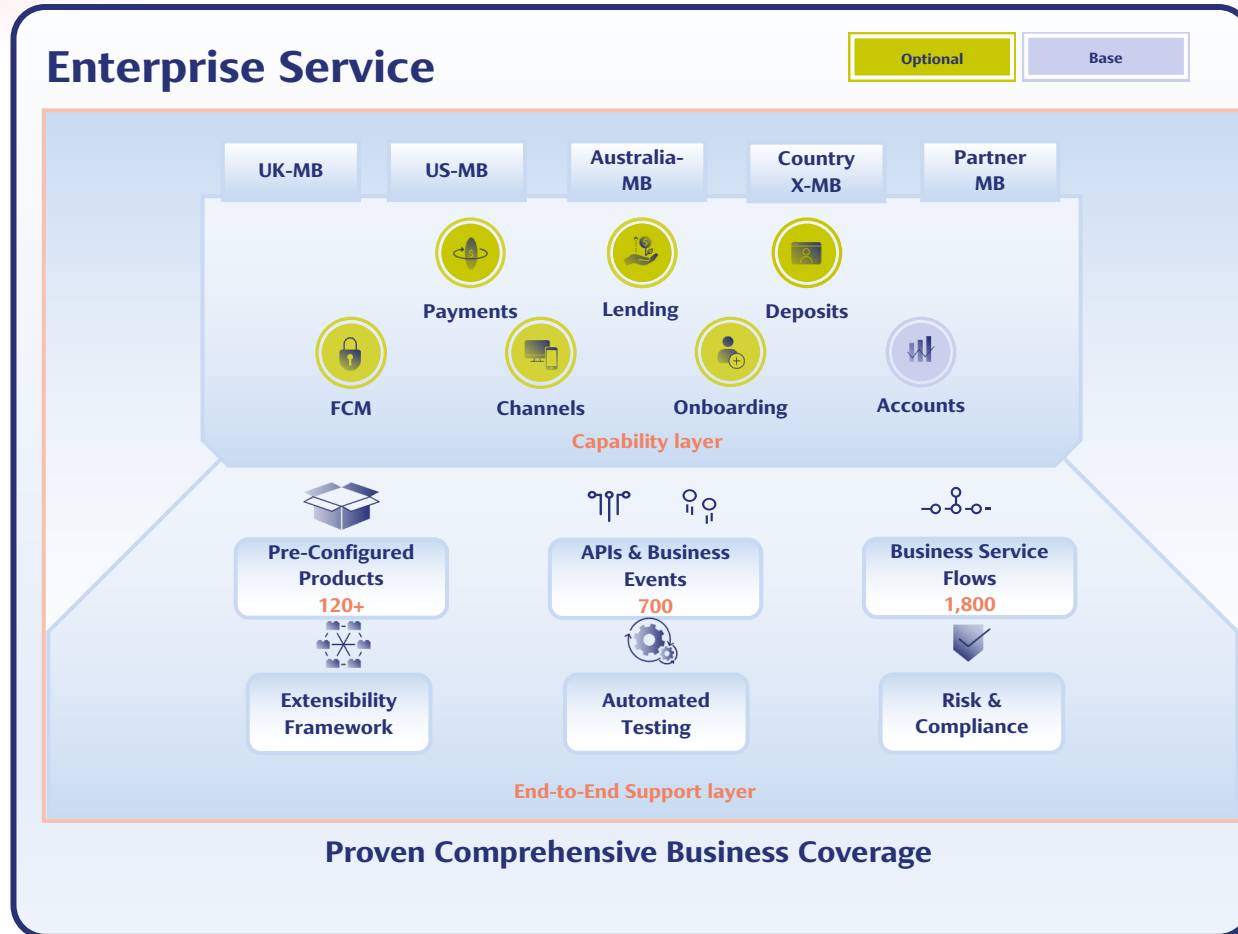 Enterprise Service
Optional
Base
UK-MB
US-MB
Australia-
MB
Country
X-MB
Partner
MB
Payments
Lending
Deposits
FCM
Channels
Onboarding
Accounts
Capability layer
Pre-Configured
Products
120+
APIs & Business
Events
700
Business Service
Flows
1,800
Extensibility
Framework
Automated
Testing
Risk &
Compliance
End-to-End Support layer
Proven Comprehensive Business Coverage